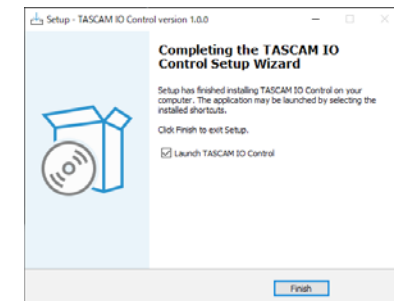 Setup - TASCAM IO Control version 1.0.0
Completing the TASCAM IO
Control Setup Wizard
Setup has finished installing TASCAM IO Control on your
computer. The application may be launched by selecting the
installed shortcuts.
Click Finish to exit Setup.
Launch TASCAM IO Control
Finish